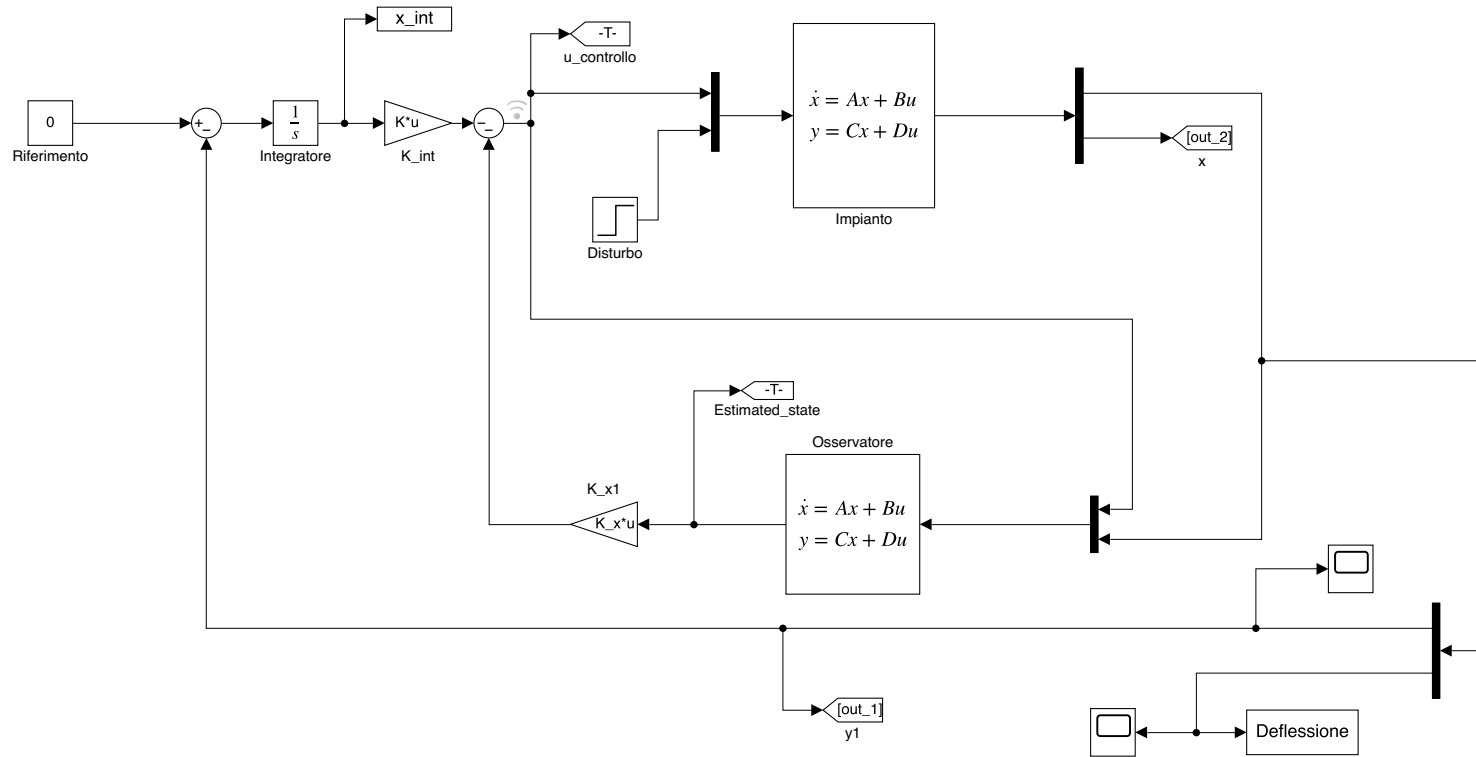 x_int
-T-
u_controllo
0
Riferimento
+
−
1
s
Integratore
K*u
K_int
−
−
ẋ = Ax + Bu
y = Cx + Du
Impianto
[out_2]
x
Disturbo
-T-
Estimated_state
Osservatore
ẋ = Ax + Bu
y = Cx + Du
K_x1
K_x*u
[out_1]
y1
Deflessione